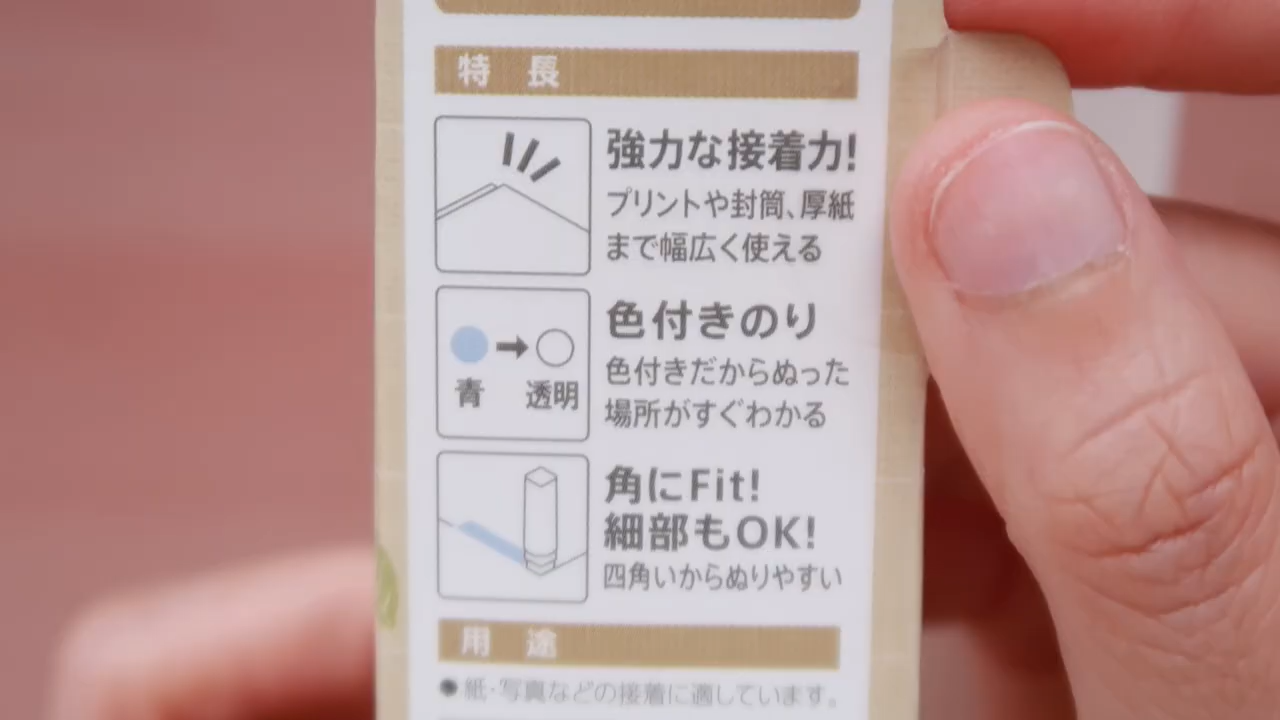 特長
強力な接着力!
プリントや封筒、厚紙
まで幅広く使える
青 → 透明
色付きのり
色付きだからぬった
場所がすぐわかる
角にFit!
細部もOK!
四角いからぬりやすい
用途
●紙・写真などの接着に適しています。